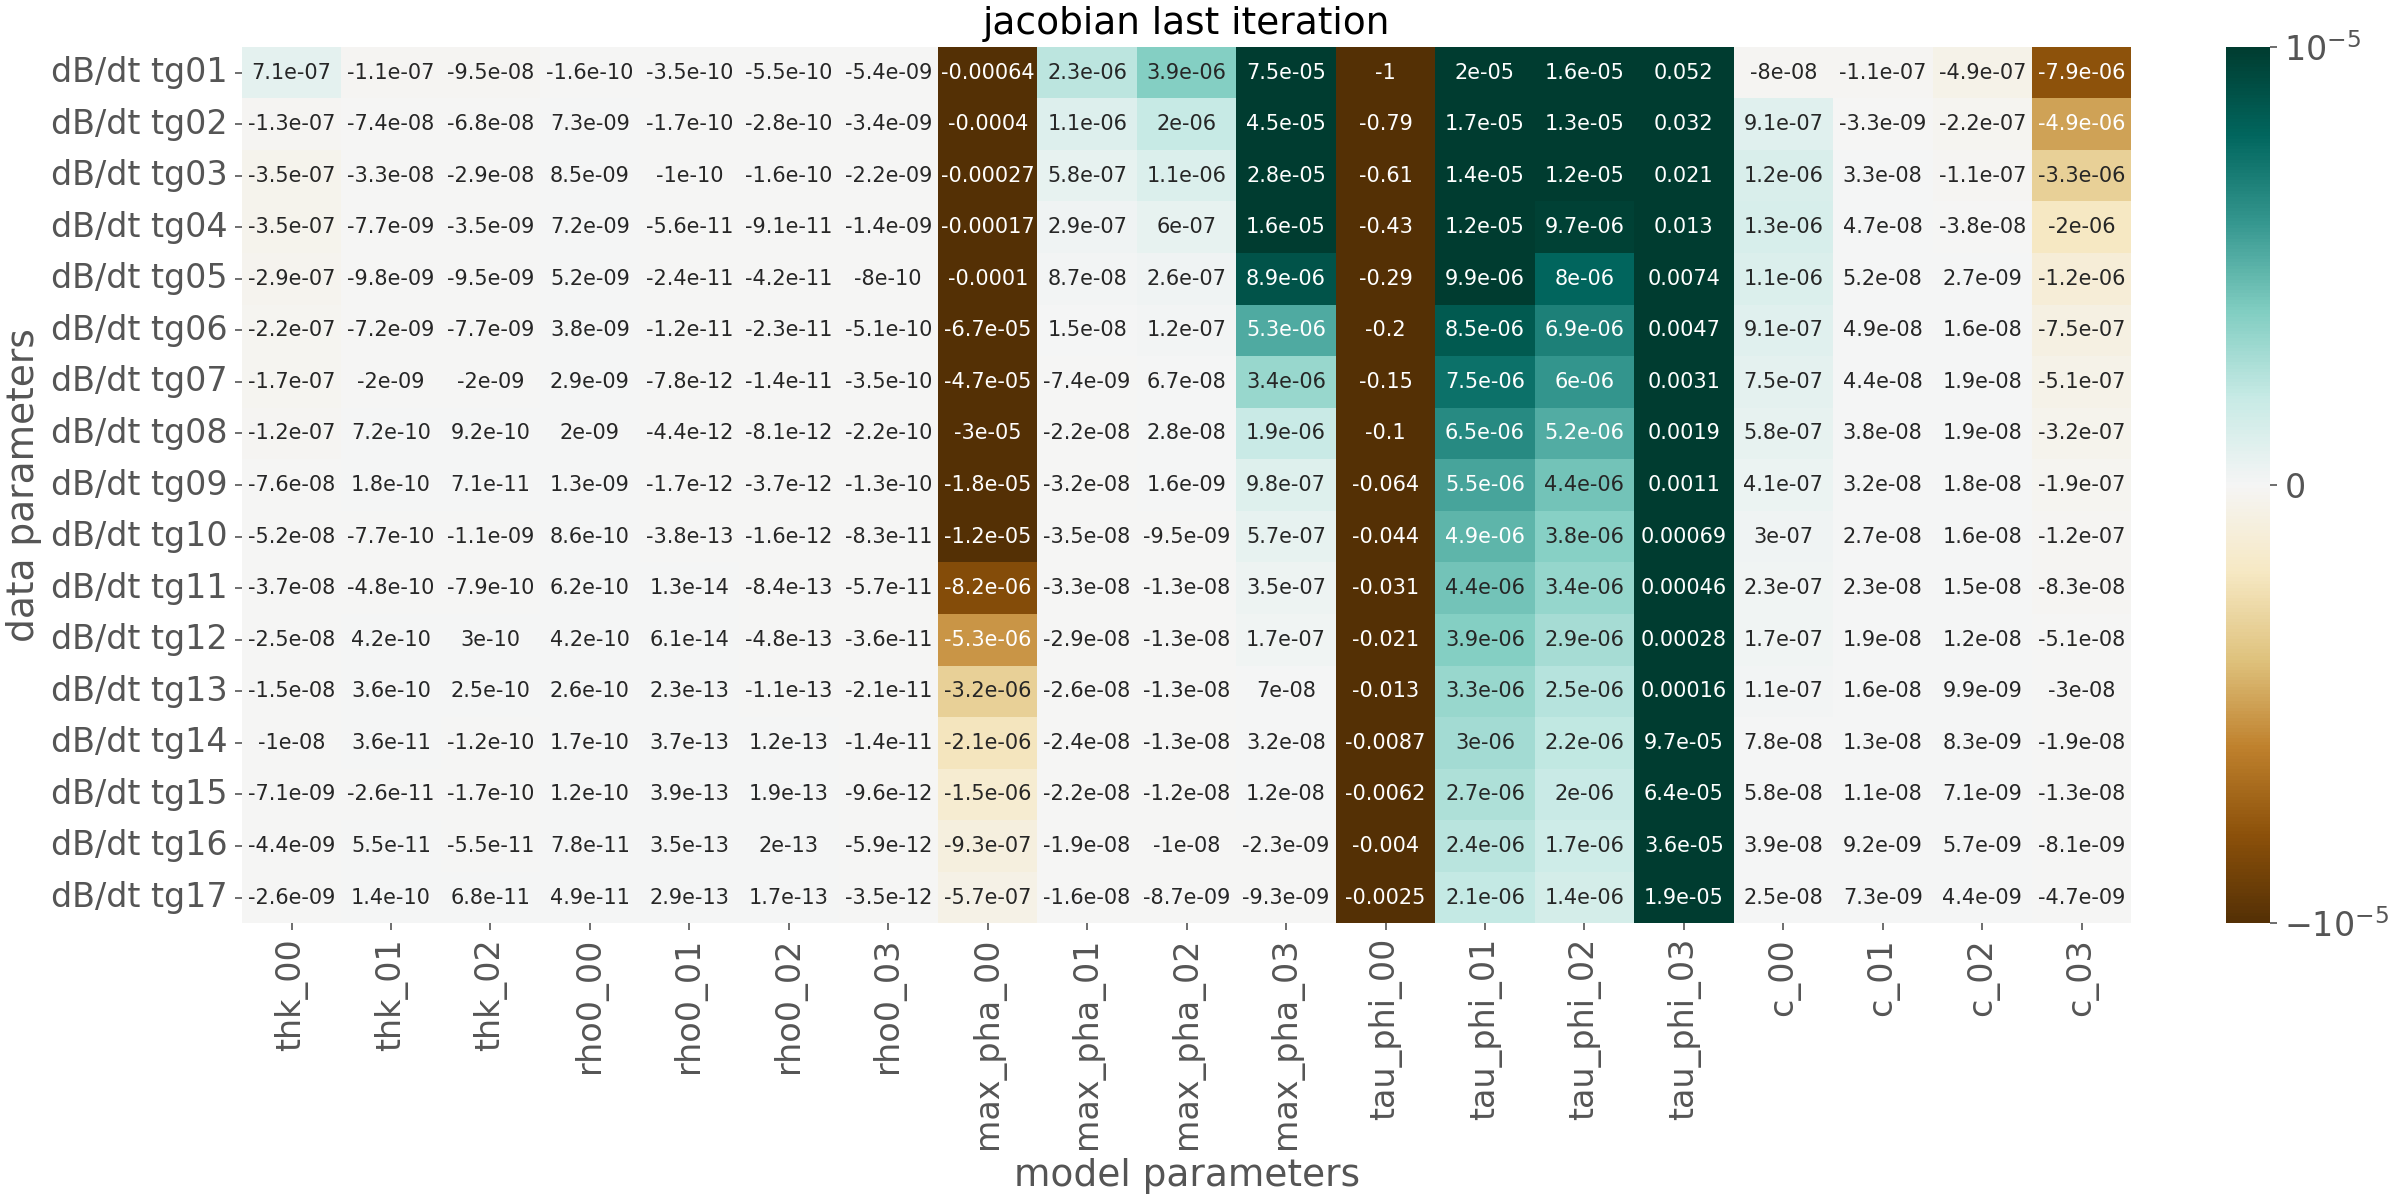 jacobian last iteration
dB/dt tg01 7.1e-07 -1.1e-07 -9.5e-08 -1.6e-10 -3.5e-10 -5.5e-10 -5.4e-09 -0.00064 2.3e-06 3.9e-06 7.5e-05 -1 2e-05 1.6e-05 0.052 -8e-08 -1.1e-07 -4.9e-07 -7.9e-06
dB/dt tg02 -1.3e-07 -7.4e-08 -6.8e-08 7.3e-09 -1.7e-10 -2.8e-10 -3.4e-09 -0.0004 1.1e-06 2e-06 4.5e-05 -0.79 1.7e-05 1.3e-05 0.032 9.1e-07 -3.3e-09 -2.2e-07 -4.9e-06
dB/dt tg03 -3.5e-07 -3.3e-08 -2.9e-08 8.5e-09 -1e-10 -1.6e-10 -2.2e-09 -0.00027 5.8e-07 1.1e-06 2.8e-05 -0.61 1.4e-05 1.2e-05 0.021 1.2e-06 3.3e-08 -1.1e-07 -3.3e-06
dB/dt tg04 -3.5e-07 -7.7e-09 -3.5e-09 7.2e-09 -5.6e-11 -9.1e-11 -1.4e-09 -0.00017 2.9e-07 6e-07 1.6e-05 -0.43 1.2e-05 9.7e-06 0.013 1.3e-06 4.7e-08 -3.8e-08 -2e-06
dB/dt tg05 -2.9e-07 -9.8e-09 -9.5e-09 5.2e-09 -2.4e-11 -4.2e-11 -8e-10 -0.0001 8.7e-08 2.6e-07 8.9e-06 -0.29 9.9e-06 8e-06 0.0074 1.1e-06 5.2e-08 2.7e-09 -1.2e-06
dB/dt tg06 -2.2e-07 -7.2e-09 -7.7e-09 3.8e-09 -1.2e-11 -2.3e-11 -5.1e-10 -6.7e-05 1.5e-08 1.2e-07 5.3e-06 -0.2 8.5e-06 6.9e-06 0.0047 9.1e-07 4.9e-08 1.6e-08 -7.5e-07
dB/dt tg07 -1.7e-07 -2e-09 -2e-09 2.9e-09 -7.8e-12 -1.4e-11 -3.5e-10 -4.7e-05 -7.4e-09 6.7e-08 3.4e-06 -0.15 7.5e-06 6e-06 0.0031 7.5e-07 4.4e-08 1.9e-08 -5.1e-07
dB/dt tg08 -1.2e-07 7.2e-10 9.2e-10 2e-09 -4.4e-12 -8.1e-12 -2.2e-10 -3e-05 -2.2e-08 2.8e-08 1.9e-06 -0.1 6.5e-06 5.2e-06 0.0019 5.8e-07 3.8e-08 1.9e-08 -3.2e-07
dB/dt tg09 -7.6e-08 1.8e-10 7.1e-11 1.3e-09 -1.7e-12 -3.7e-12 -1.3e-10 -1.8e-05 -3.2e-08 1.6e-09 9.8e-07 -0.064 5.5e-06 4.4e-06 0.0011 4.1e-07 3.2e-08 1.8e-08 -1.9e-07
dB/dt tg10 -5.2e-08 -7.7e-10 -1.1e-09 8.6e-10 -3.8e-13 -1.6e-12 -8.3e-11 -1.2e-05 -3.5e-08 -9.5e-09 5.7e-07 -0.044 4.9e-06 3.8e-06 0.00069 3e-07 2.7e-08 1.6e-08 -1.2e-07
dB/dt tg11 -3.7e-08 -4.8e-10 -7.9e-10 6.2e-10 1.3e-14 -8.4e-13 -5.7e-11 -8.2e-06 -3.3e-08 -1.3e-08 3.5e-07 -0.031 4.4e-06 3.4e-06 0.00046 2.3e-07 2.3e-08 1.5e-08 -8.3e-08
dB/dt tg12 -2.5e-08 4.2e-10 3e-10 4.2e-10 6.1e-14 -4.8e-13 -3.6e-11 -5.3e-06 -2.9e-08 -1.3e-08 1.7e-07 -0.021 3.9e-06 2.9e-06 0.00028 1.7e-07 1.9e-08 1.2e-08 -5.1e-08
dB/dt tg13 -1.5e-08 3.6e-10 2.5e-10 2.6e-10 2.3e-13 -1.1e-13 -2.1e-11 -3.2e-06 -2.6e-08 -1.3e-08 7e-08 -0.013 3.3e-06 2.5e-06 0.00016 1.1e-07 1.6e-08 9.9e-09 -3e-08
dB/dt tg14 -1e-08 3.6e-11 -1.2e-10 1.7e-10 3.7e-13 1.2e-13 -1.4e-11 -2.1e-06 -2.4e-08 -1.3e-08 3.2e-08 -0.0087 3e-06 2.2e-06 9.7e-05 7.8e-08 1.3e-08 8.3e-09 -1.9e-08
dB/dt tg15 -7.1e-09 -2.6e-11 -1.7e-10 1.2e-10 3.9e-13 1.9e-13 -9.6e-12 -1.5e-06 -2.2e-08 -1.2e-08 1.2e-08 -0.0062 2.7e-06 2e-06 6.4e-05 5.8e-08 1.1e-08 7.1e-09 -1.3e-08
dB/dt tg16 -4.4e-09 5.5e-11 -5.5e-11 7.8e-11 3.5e-13 2e-13 -5.9e-12 -9.3e-07 -1.9e-08 -1e-08 -2.3e-09 -0.004 2.4e-06 1.7e-06 3.6e-05 3.9e-08 9.2e-09 5.7e-09 -8.1e-09
dB/dt tg17 -2.6e-09 1.4e-10 6.8e-11 4.9e-11 2.9e-13 1.7e-13 -3.5e-12 -5.7e-07 -1.6e-08 -8.7e-09 -9.3e-09 -0.0025 2.1e-06 1.4e-06 1.9e-05 2.5e-08 7.3e-09 4.4e-09 -4.7e-09
thk_00 thk_01 thk_02 rho0_00 rho0_01 rho0_02 rho0_03 max_pha_00 max_pha_01 max_pha_02 max_pha_03 tau_phi_00 tau_phi_01 tau_phi_02 tau_phi_03 c_00 c_01 c_02 c_03
model parameters
data parameters
10⁻⁵
0
−10⁻⁵